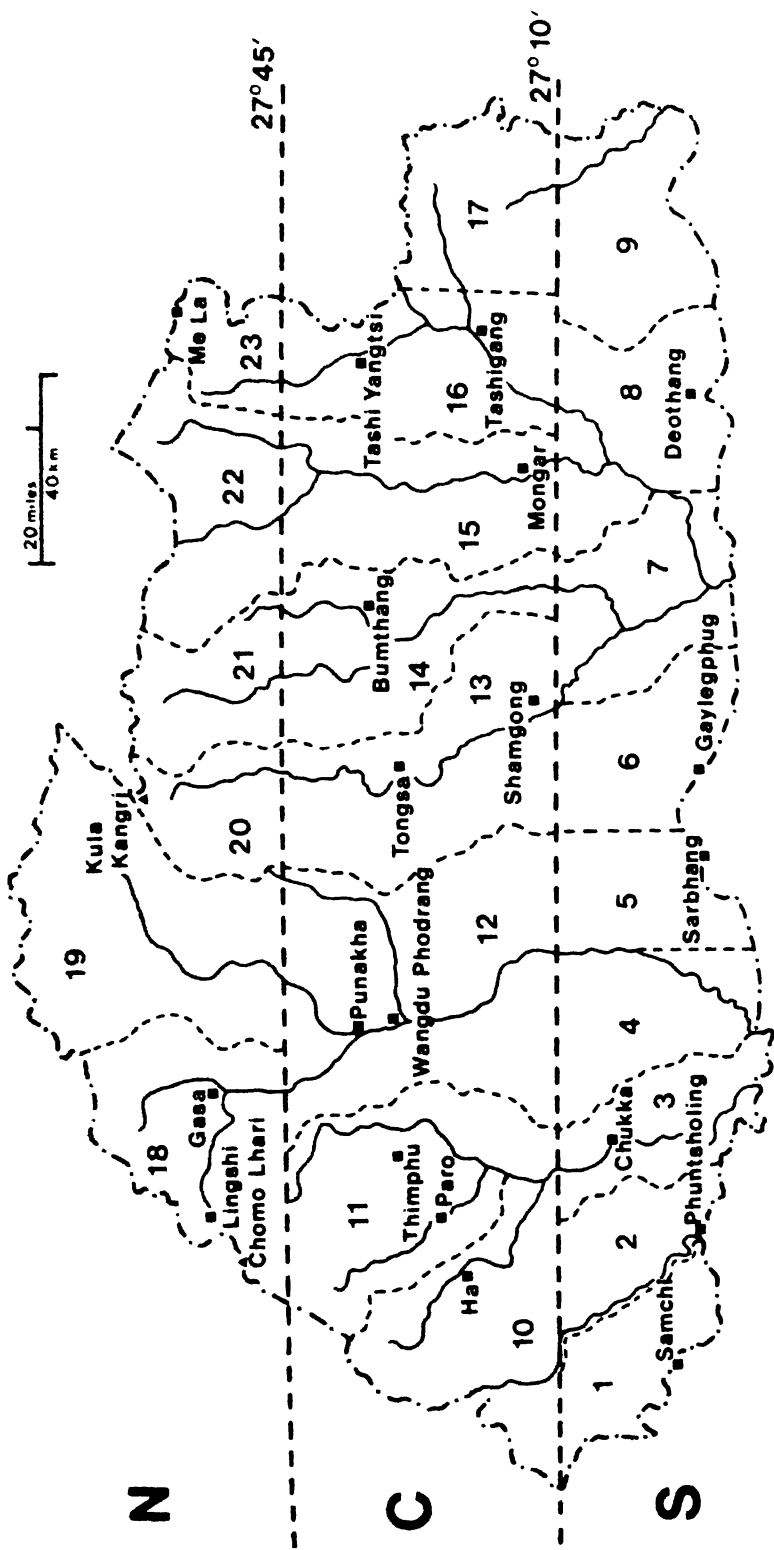 20 miles
40 km
N
27° 45′
C
27° 10′
S
19
Kula
Kangri
18
Gasa
Lingshi
Chomo Lhari
20
21
22
23
Me La
11
Thimphu
Paro
Punakha
Wangdu Phodrang
Tongsa
Bumthang
14
Tashi Yangtsi
Ha
10
12
13
Shamgong
15
Mongar
16
Tashigang
17
1
2
Samchi
Phuntsholing
3
Chukka
4
5
Sarbhang
6
Gaylegphug
7
8
Deothang
9